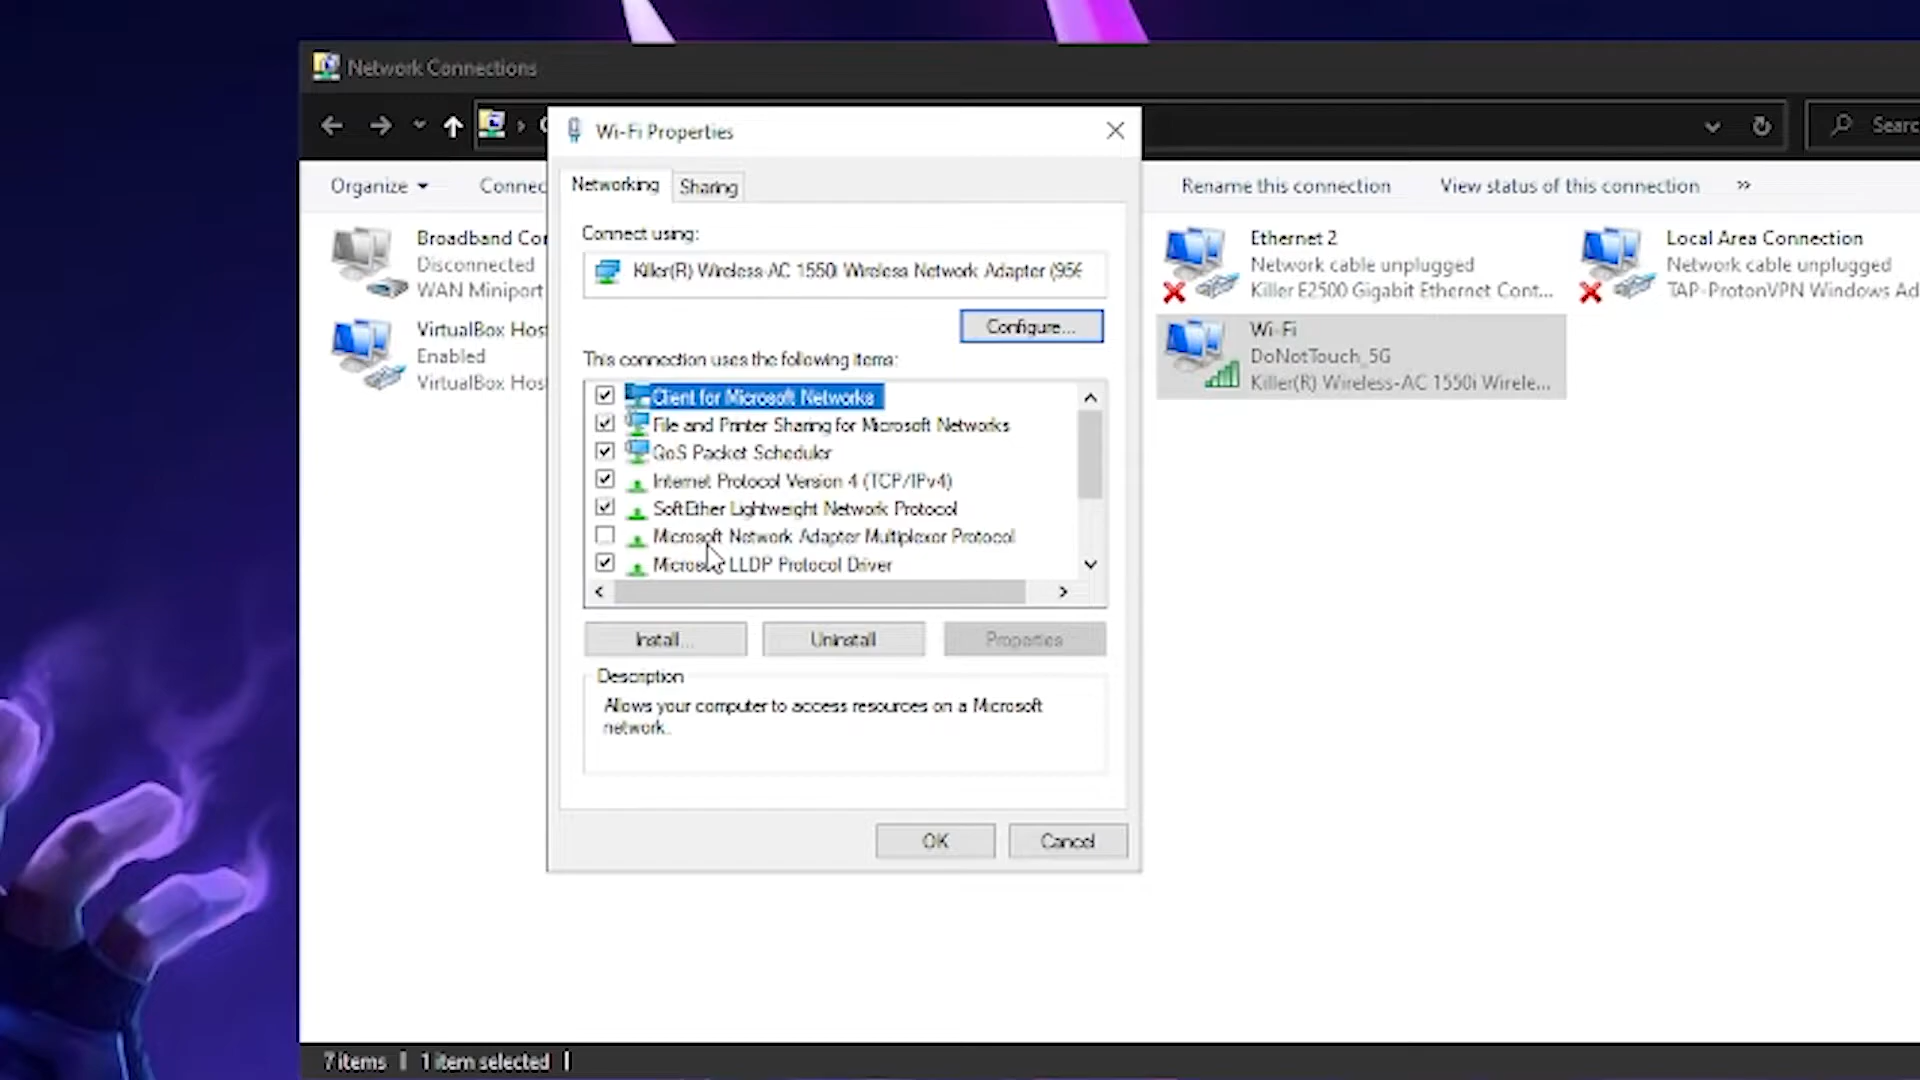 Network Connections
Searc
Wi-Fi Properties
Organize
Connec
Rename this connection
View status of this connection
»
Networking
Sharing
Connect using:
Killer(R) Wireless-AC 1550i Wireless Network Adapter (956
Configure...
This connection uses the following items:
Client for Microsoft Networks
File and Printer Sharing for Microsoft Networks
QoS Packet Scheduler
Internet Protocol Version 4 (TCP/IPv4)
SoftEther Lightweight Network Protocol
Microsoft Network Adapter Multiplexor Protocol
Microsoft LLDP Protocol Driver
Install...
Uninstall
Properties
Description
Allows your computer to access resources on a Microsoft
network.
OK
Cancel
Broadband Con
Disconnected
WAN Miniport
VirtualBox Host
Enabled
VirtualBox Host
Ethernet 2
Network cable unplugged
Killer E2500 Gigabit Ethernet Cont...
Wi-Fi
DoNotTouch_5G
Killer(R) Wireless-AC 1550i Wirele...
Local Area Connection
Network cable unplugged
TAP-ProtonVPN Windows Ad
7 items
1 item selected